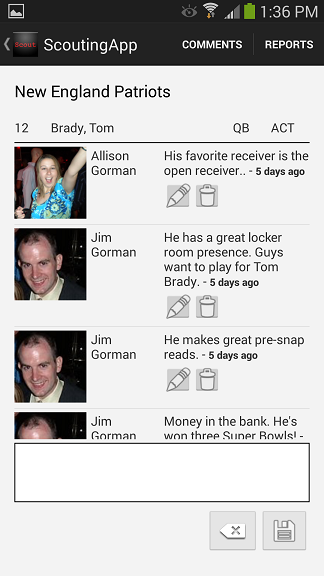 1:36 PM
Scout ScoutingApp COMMENTS REPORTS
New England Patriots
12 Brady, Tom QB ACT
Allison
Gorman
His favorite receiver is the
open receiver.. - 5 days ago
Jim
Gorman
He has a great locker
room presence. Guys
want to play for Tom
Brady. - 5 days ago
Jim
Gorman
He makes great pre-snap
reads. - 5 days ago
Jim
Gorman
Money in the bank. He's
won three Super Bowls! -